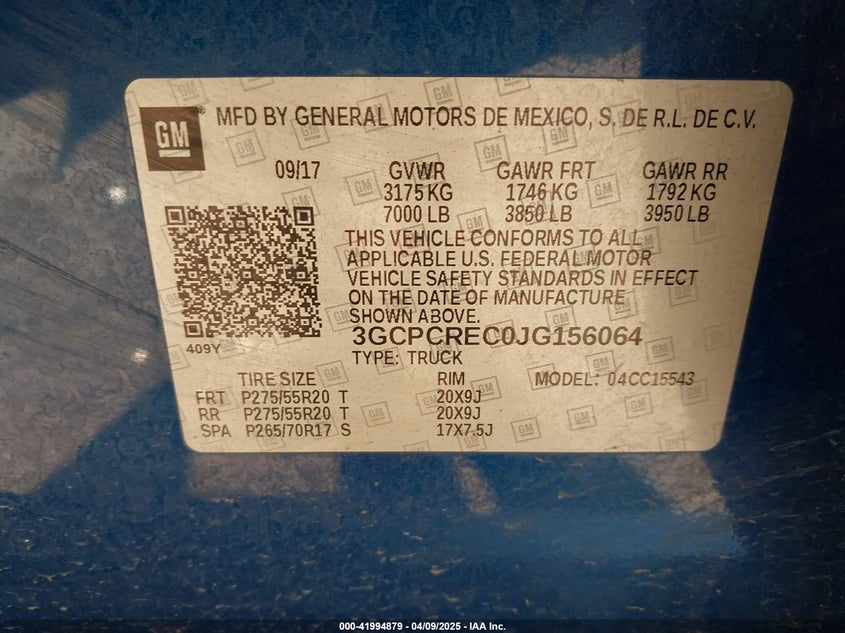 GM
MFD BY GENERAL MOTORS DE MEXICO, S. DE R.L. DE C.V.
09/17 GVWR GAWR FRT GAWR RR
3175 KG 1746 KG 1792 KG
7000 LB 3850 LB 3950 LB
THIS VEHICLE CONFORMS TO ALL
APPLICABLE U.S. FEDERAL MOTOR
VEHICLE SAFETY STANDARDS IN EFFECT
ON THE DATE OF MANUFACTURE
SHOWN ABOVE.
409Y
3GCPCREC0JG156064
TYPE: TRUCK
TIRE SIZE RIM MODEL: 04CC15543
FRT P275/55R20 T 20X9J
RR P275/55R20 T 20X9J
SPA P265/70R17 S 17X7.5J
000-41994879 - 04/09/2025 - IAA Inc.